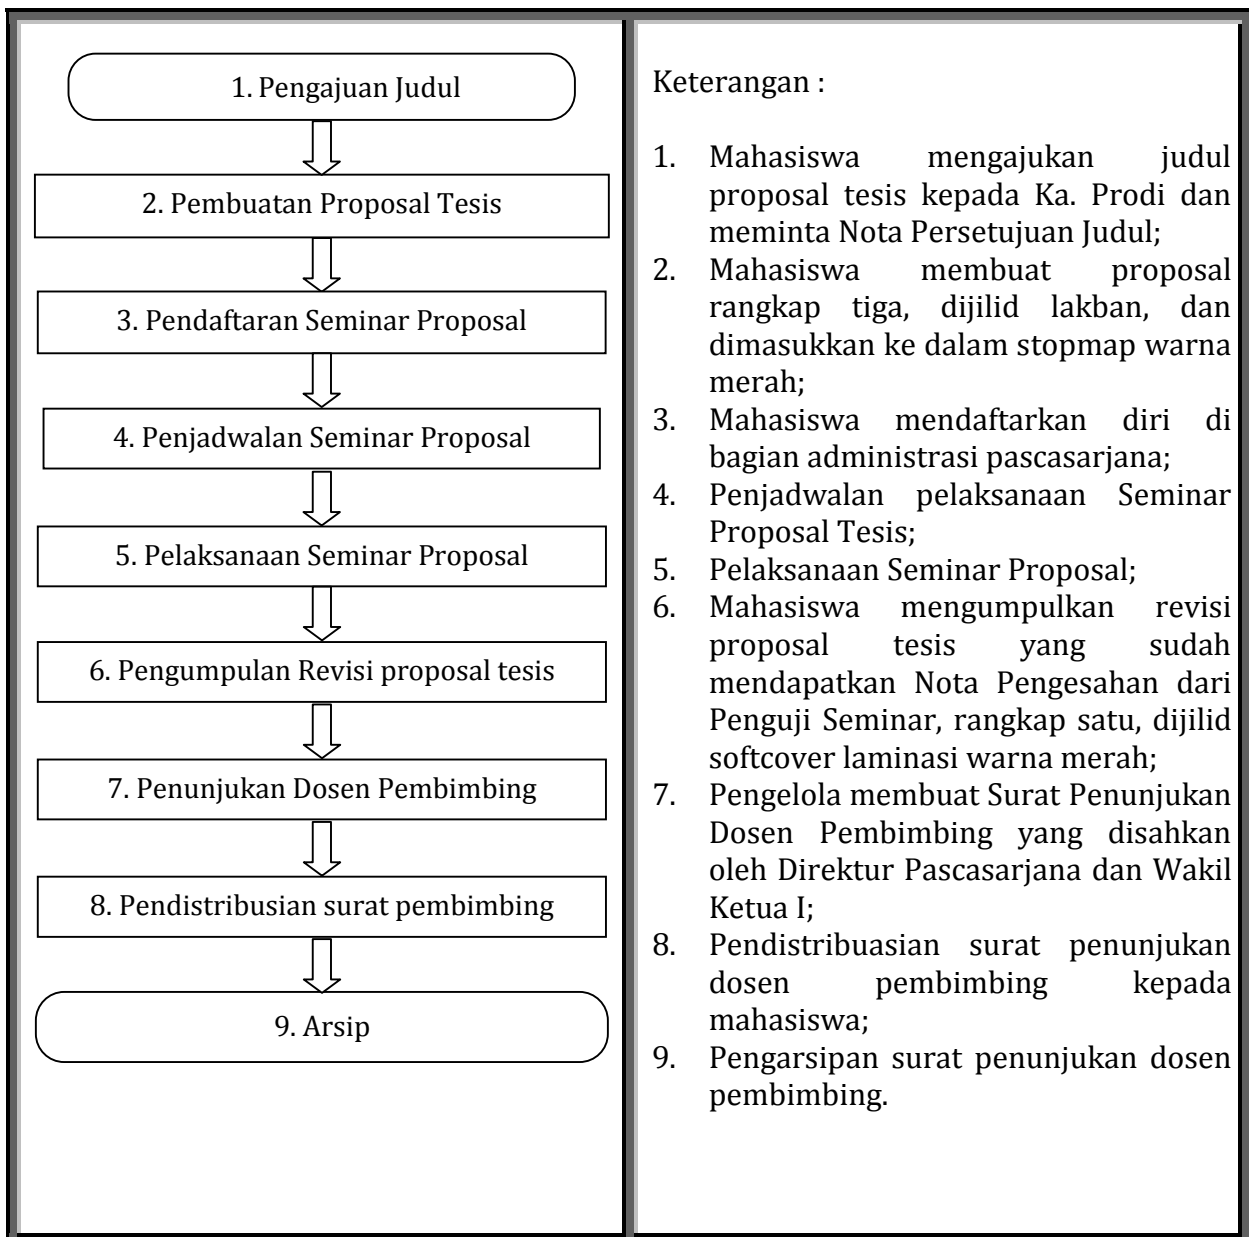 1. Pengajuan Judul
2. Pembuatan Proposal Tesis
3. Pendaftaran Seminar Proposal
4. Penjadwalan Seminar Proposal
5. Pelaksanaan Seminar Proposal
6. Pengumpulan Revisi proposal tesis
7. Penunjukan Dosen Pembimbing
8. Pendistribusian surat pembimbing
9. Arsip
Keterangan :
1. Mahasiswa mengajukan judul
proposal tesis kepada Ka. Prodi dan
meminta Nota Persetujuan Judul;
2. Mahasiswa membuat proposal
rangkap tiga, dijilid lakban, dan
dimasukkan ke dalam stopmap warna
merah;
3. Mahasiswa mendaftarkan diri di
bagian administrasi pascasarjana;
4. Penjadwalan pelaksanaan Seminar
Proposal Tesis;
5. Pelaksanaan Seminar Proposal;
6. Mahasiswa mengumpulkan revisi
proposal tesis yang sudah
mendapatkan Nota Pengesahan dari
Penguji Seminar, rangkap satu, dijilid
softcover laminasi warna merah;
7. Pengelola membuat Surat Penunjukan
Dosen Pembimbing yang disahkan
oleh Direktur Pascasarjana dan Wakil
Ketua I;
8. Pendistribuasian surat penunjukan
dosen pembimbing kepada
mahasiswa;
9. Pengarsipan surat penunjukan dosen
pembimbing.